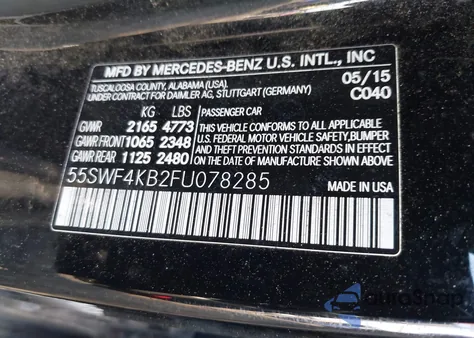 MFD BY MERCEDES-BENZ U.S. INTL., INC
TUSCALOOSA COUNTY, ALABAMA (USA), 05/15
UNDER CONTRACT FOR DAIMLER AG, STUTTGART (GERMANY) C040
KG LBS PASSENGER CAR
GVWR 2165 4773 THIS VEHICLE CONFORMS TO ALL APPLICABLE
GAWR FRONT 1065 2348 U.S. FEDERAL MOTOR VEHICLE SAFETY,BUMPER
GAWR REAR 1125 2480 AND THEFT PREVENTION STANDARDS IN EFFECT
ON THE DATE OF MANUFACTURE SHOWN ABOVE.
55SWF4KB2FU078285
autoSnap